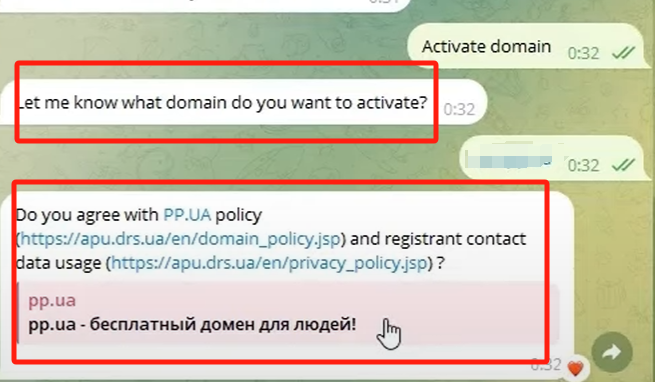 Activate domain 0:32
Let me know what domain do you want to activate? 0:32
0:32
Do you agree with PP.UA policy
(https://apu.drs.ua/en/domain_policy.jsp) and registrant contact
data usage (https://apu.drs.ua/en/privacy_policy.jsp) ?
pp.ua
pp.ua - бесплатный домен для людей!
0:32